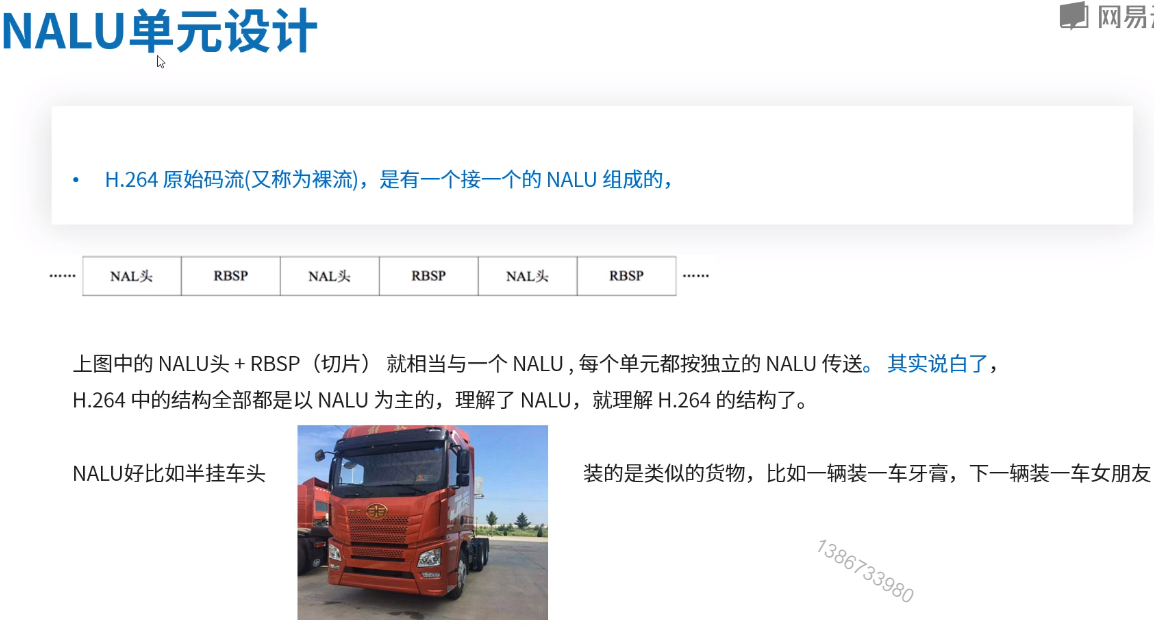 NALU单元设计
网易
• H.264 原始码流(又称为裸流)，是有一个接一个的 NALU 组成的，
…… NAL头 RBSP NAL头 RBSP NAL头 RBSP ……
上图中的 NALU头 + RBSP（切片） 就相当与一个 NALU , 每个单元都按独立的 NALU 传送。 其实说白了，
H.264 中的结构全部都是以 NALU 为主的，理解了 NALU，就理解 H.264 的结构了。
NALU好比如半挂车头 装的是类似的货物，比如一辆装一车牙膏，下一辆装一车女朋友
1386733980